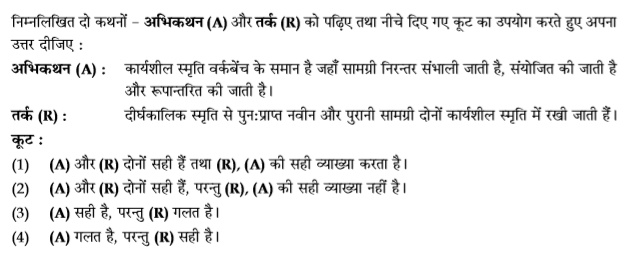 निम्नलिखित दो कथनों – अभिकथन (A) और तर्क (R) को पढ़िए तथा नीचे दिए गए कूट का उपयोग करते हुए अपना
उत्तर दीजिए :
अभिकथन (A) : कार्यशील स्मृति वर्कबेंच के समान है जहाँ सामग्री निरन्तर संभाली जाती है, संयोजित की जाती है
और रूपान्तरित की जाती है।
तर्क (R) : दीर्घकालिक स्मृति से पुन:प्राप्त नवीन और पुरानी सामग्री दोनों कार्यशील स्मृति में रखी जाती हैं।
कूट :
(1) (A) और (R) दोनों सही हैं तथा (R), (A) की सही व्याख्या करता है।
(2) (A) और (R) दोनों सही हैं, परन्तु (R), (A) की सही व्याख्या नहीं है।
(3) (A) सही है, परन्तु (R) गलत है।
(4) (A) गलत है, परन्तु (R) सही है।